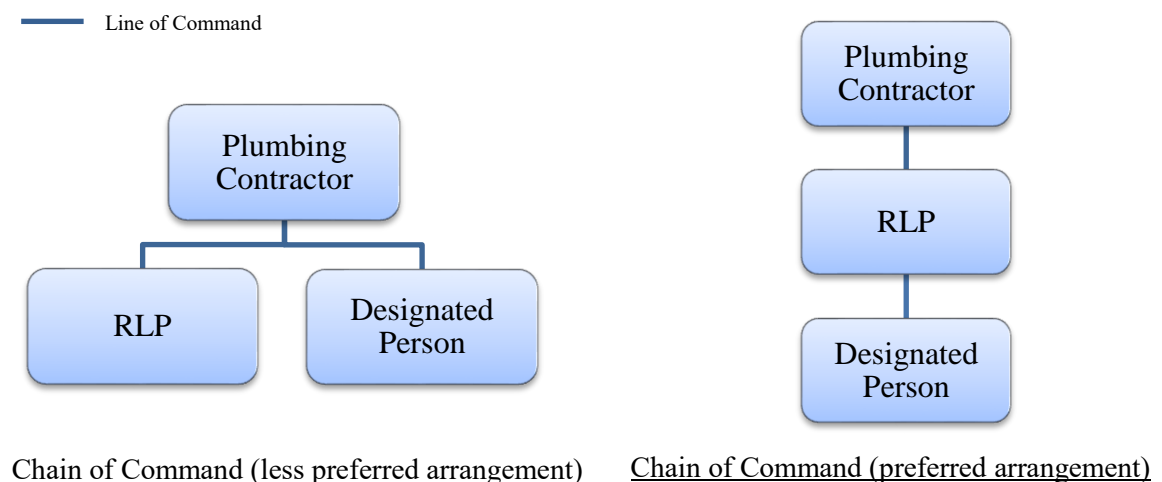 Line of Command
Plumbing
Contractor
RLP
Designated
Person
Chain of Command (less preferred arrangement)
Plumbing
Contractor
RLP
Designated
Person
Chain of Command (preferred arrangement)